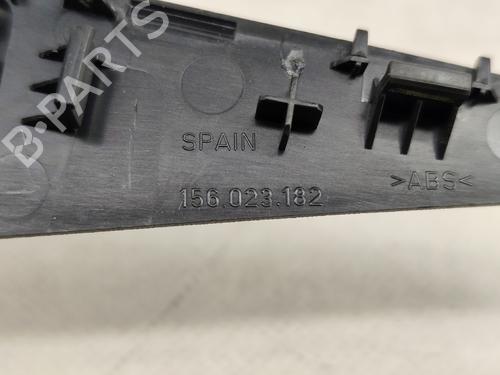 B-PARTS
SPAIN
>ABS<
156.023.182